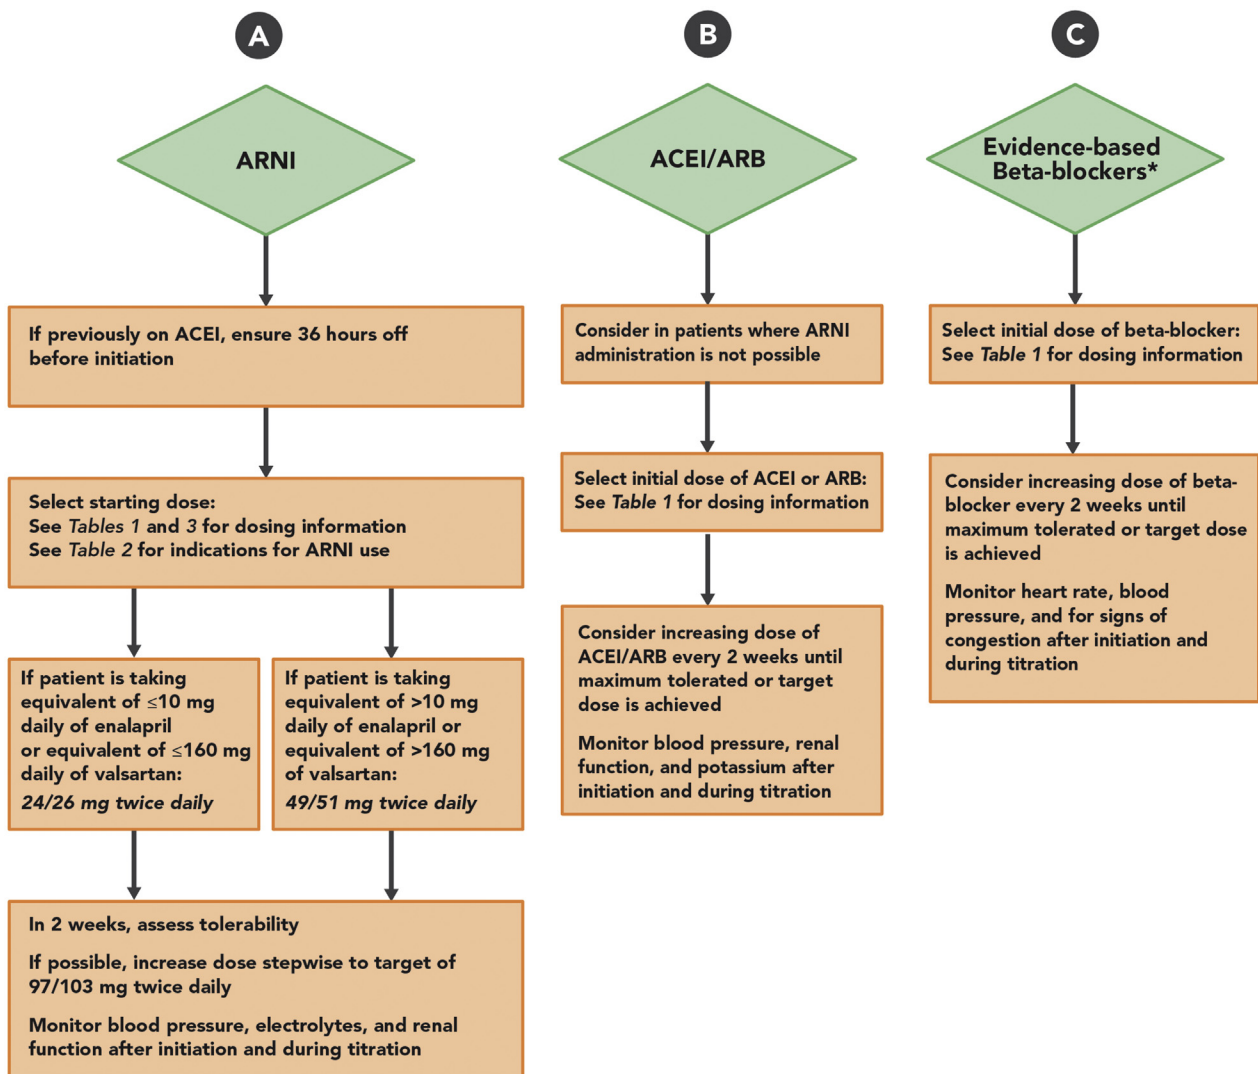 A
ARNI
If previously on ACEI, ensure 36 hours off
before initiation
Select starting dose:
See Tables 1 and 3 for dosing information
See Table 2 for indications for ARNI use
If patient is taking
equivalent of ≤10 mg
daily of enalapril
or equivalent of ≤160 mg
daily of valsartan:
24/26 mg twice daily
If patient is taking
equivalent of >10 mg
daily of enalapril or
equivalent of >160 mg
of valsartan:
49/51 mg twice daily
In 2 weeks, assess tolerability
If possible, increase dose stepwise to target of
97/103 mg twice daily
Monitor blood pressure, electrolytes, and renal
function after initiation and during titration
B
ACEI/ARB
Consider in patients where ARNI
administration is not possible
Select initial dose of ACEI or ARB:
See Table 1 for dosing information
Consider increasing dose of
ACEI/ARB every 2 weeks until
maximum tolerated or target
dose is achieved
Monitor blood pressure, renal
function, and potassium after
initiation and during titration
C
Evidence-based
Beta-blockers*
Select initial dose of beta-blocker:
See Table 1 for dosing information
Consider increasing dose of beta-
blocker every 2 weeks until
maximum tolerated or target dose
is achieved
Monitor heart rate, blood
pressure, and for signs of
congestion after initiation and
during titration